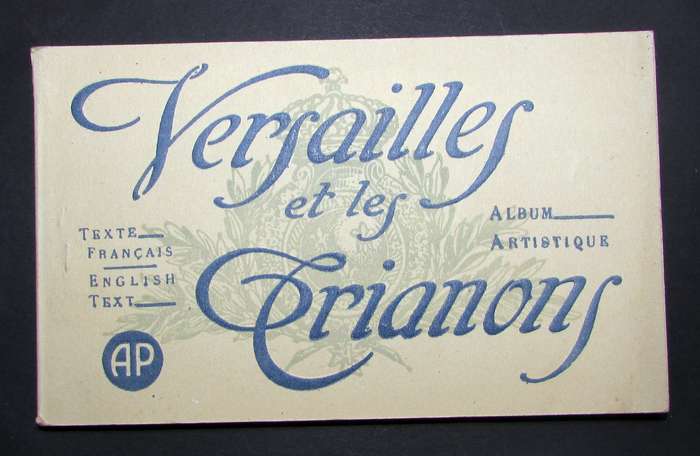 Versailles
et les
Trianons
TEXTE
FRANÇAIS
ENGLISH
TEXT
ALBUM
ARTISTIQUE
AP